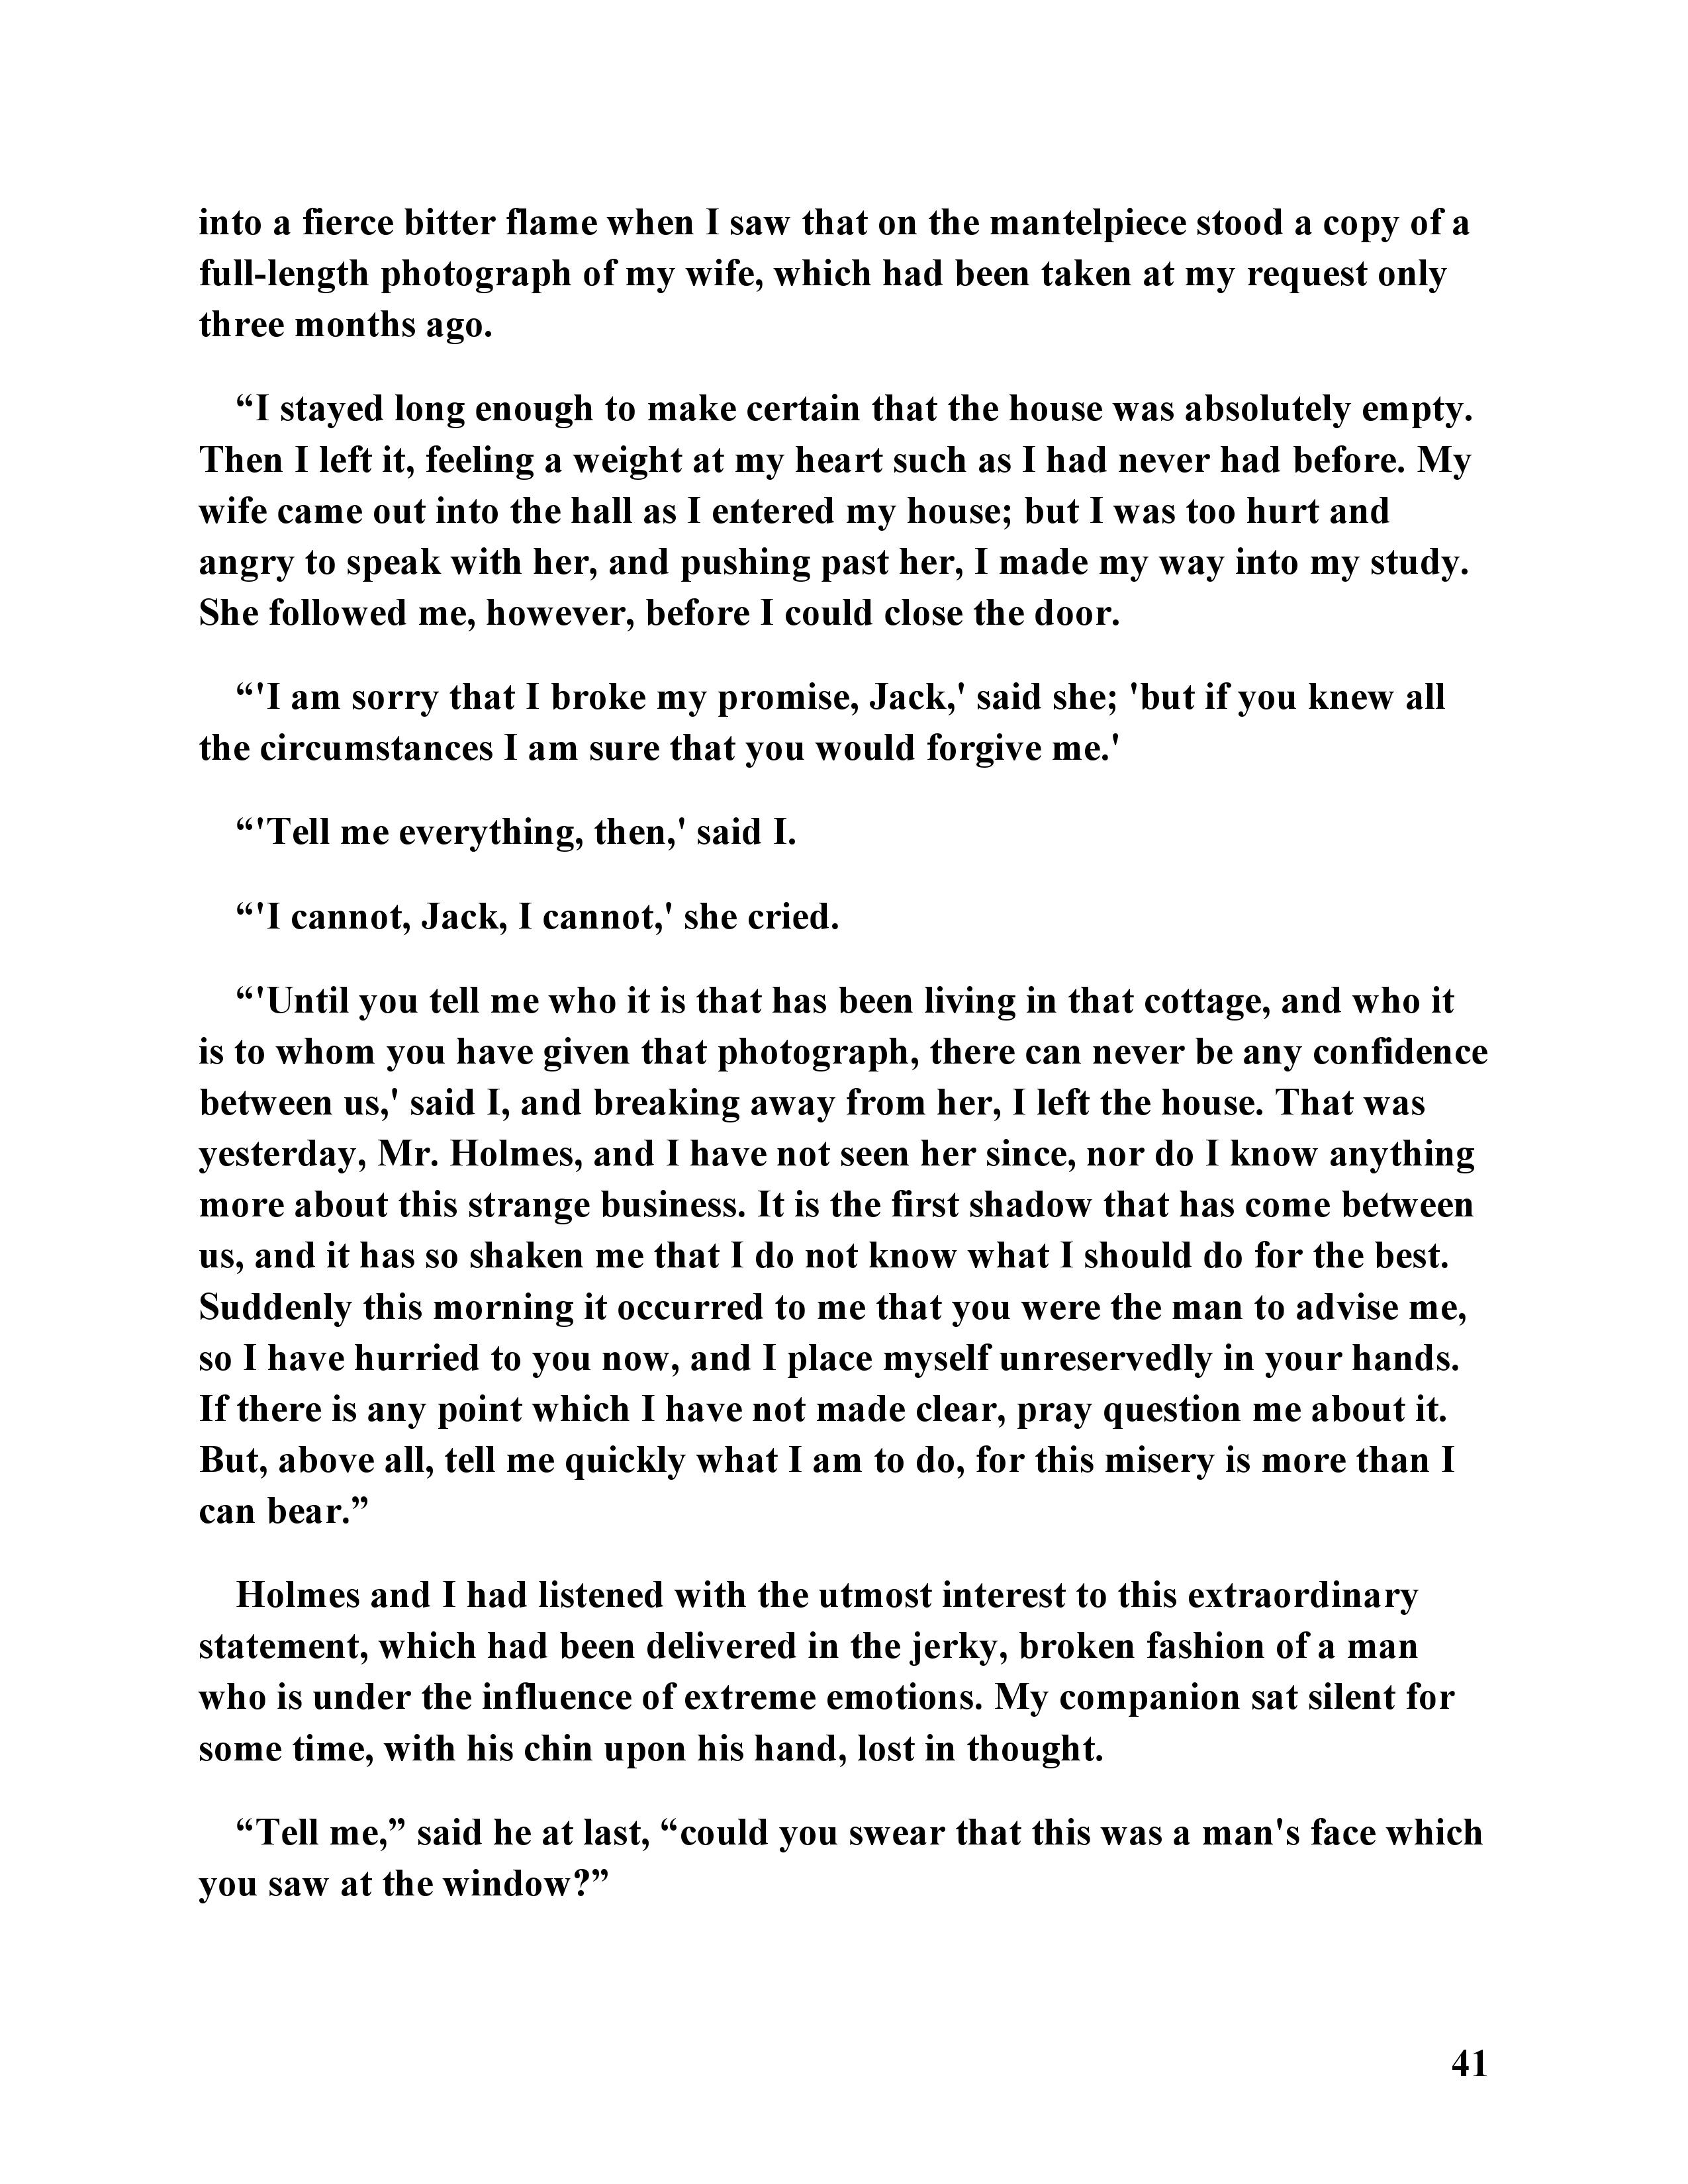 into a fierce bitter flame when I saw that on the mantelpiece stood a copy of a
full-length photograph of my wife, which had been taken at my request only
three months ago.
“I stayed long enough to make certain that the house was absolutely empty.
Then I left it, feeling a weight at my heart such as I had never had before. My
wife came out into the hall as I entered my house; but I was too hurt and
angry to speak with her, and pushing past her, I made my way into my study.
She followed me, however, before I could close the door.
“'I am sorry that I broke my promise, Jack,' said she; 'but if you knew all
the circumstances I am sure that you would forgive me.'
“'Tell me everything, then,' said I.
“'I cannot, Jack, I cannot,' she cried.
“'Until you tell me who it is that has been living in that cottage, and who it
is to whom you have given that photograph, there can never be any confidence
between us,' said I, and breaking away from her, I left the house. That was
yesterday, Mr. Holmes, and I have not seen her since, nor do I know anything
more about this strange business. It is the first shadow that has come between
us, and it has so shaken me that I do not know what I should do for the best.
Suddenly this morning it occurred to me that you were the man to advise me,
so I have hurried to you now, and I place myself unreservedly in your hands.
If there is any point which I have not made clear, pray question me about it.
But, above all, tell me quickly what I am to do, for this misery is more than I
can bear.”
Holmes and I had listened with the utmost interest to this extraordinary
statement, which had been delivered in the jerky, broken fashion of a man
who is under the influence of extreme emotions. My companion sat silent for
some time, with his chin upon his hand, lost in thought.
“Tell me,” said he at last, “could you swear that this was a man's face which
you saw at the window?”
41